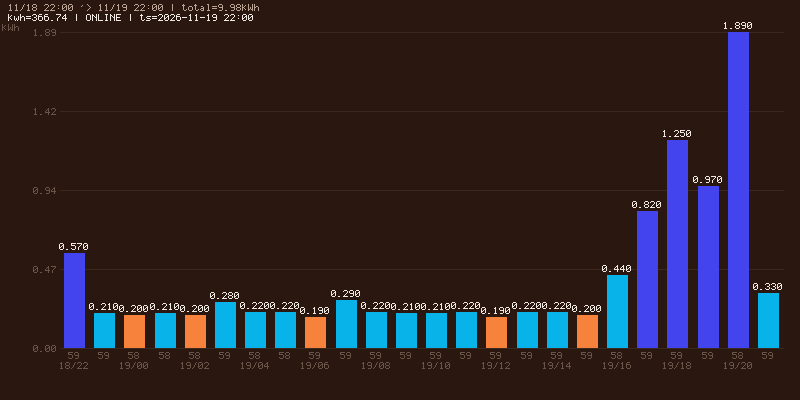 11/18 22:00 -> 11/19 22:00 | total=9.98kWh
Kwh=366.74 | ONLINE | ts=2026-11-19 22:00
kWh
1.89
1.42
0.94
0.47
0.00
0.570 0.210 0.200 0.210 0.200 0.280 0.220 0.220 0.190 0.290 0.220 0.210 0.210 0.220 0.190 0.220 0.220 0.200 0.440 0.820 1.250 0.970 1.890 0.330
59 59 58 58 58 59 58 58 59 59 59 59 59 59 59 59 59 59 58 59 59 59 58 59
18/22 19/00 19/02 19/04 19/06 19/08 19/10 19/12 19/14 19/16 19/18 19/20